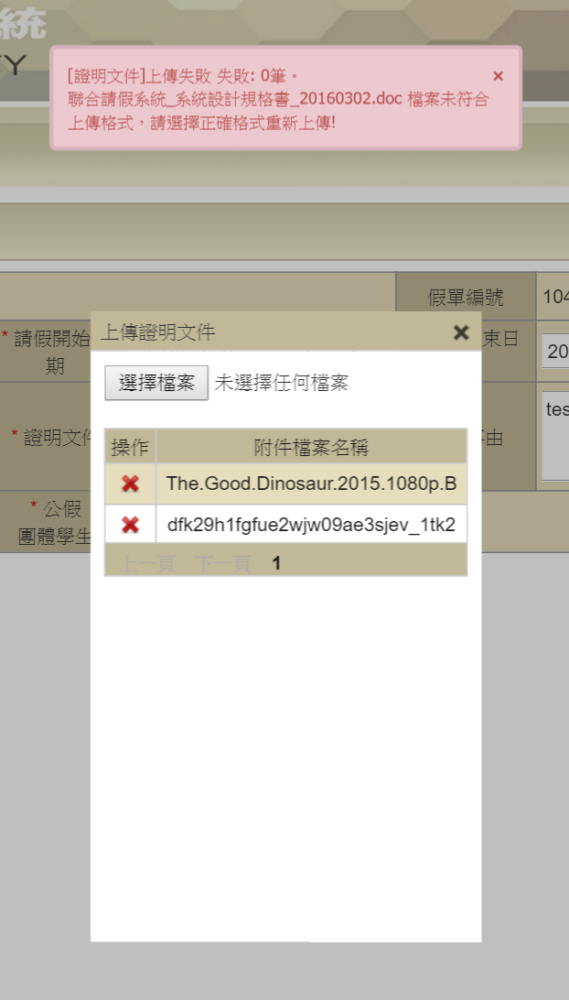 統
Y
[證明文件]上傳失敗 失敗: 0筆。
×
聯合請假系統_系統設計規格書_20160302.doc 檔案未符合
上傳格式，請選擇正確格式重新上傳!
假單編號
104
* 請假開始
期
束日
20
上傳證明文件
選擇檔案 未選擇任何檔案
* 證明文件
由
tes
操作 附件檔案名稱
The.Good.Dinosaur.2015.1080p.B
dfk29h1fgfue2wjw09ae3sjev_1tk2
* 公假
團體學生
上一頁 下一頁 1